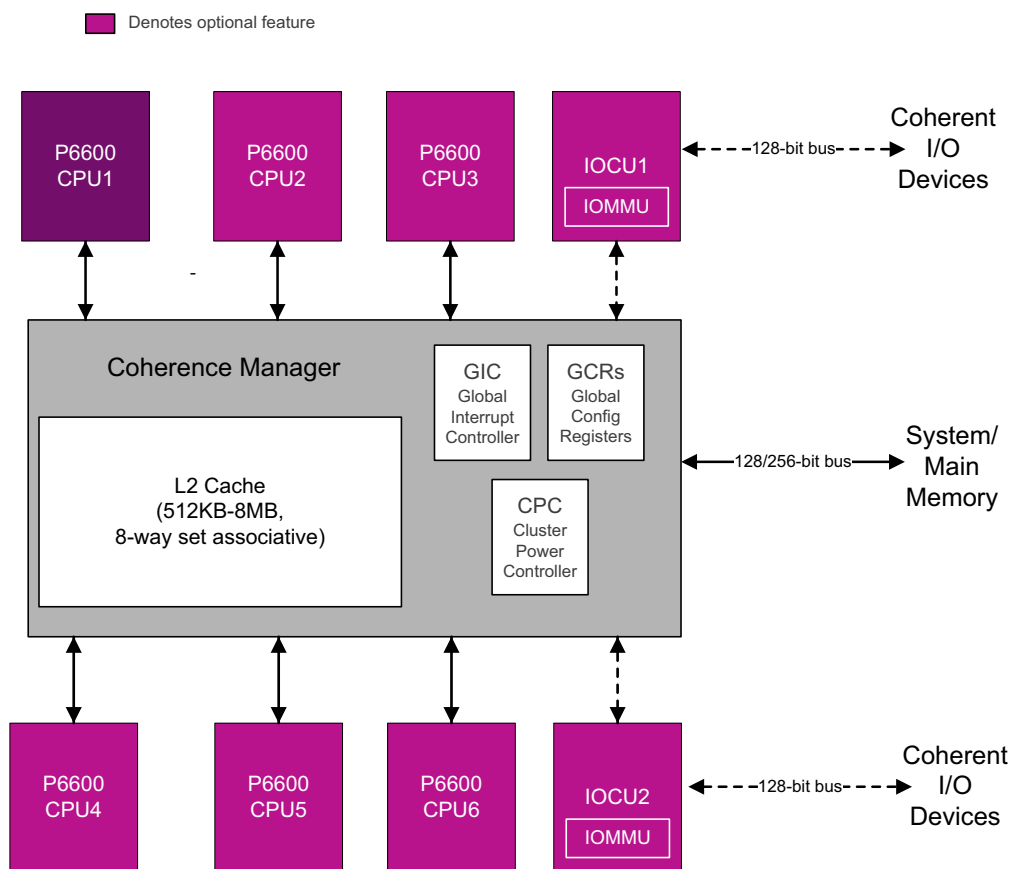 Denotes optional feature
P6600
CPU1
P6600
CPU2
P6600
CPU3
IOCU1
IOMMU
128-bit bus
Coherent
I/O
Devices
-
Coherence Manager
GIC
Global
Interrupt
Controller
GCRs
Global
Config
Registers
L2 Cache
(512KB-8MB,
8-way set associative)
CPC
Cluster
Power
Controller
128/256-bit bus
System/
Main
Memory
P6600
CPU4
P6600
CPU5
P6600
CPU6
IOCU2
IOMMU
128-bit bus
Coherent
I/O
Devices